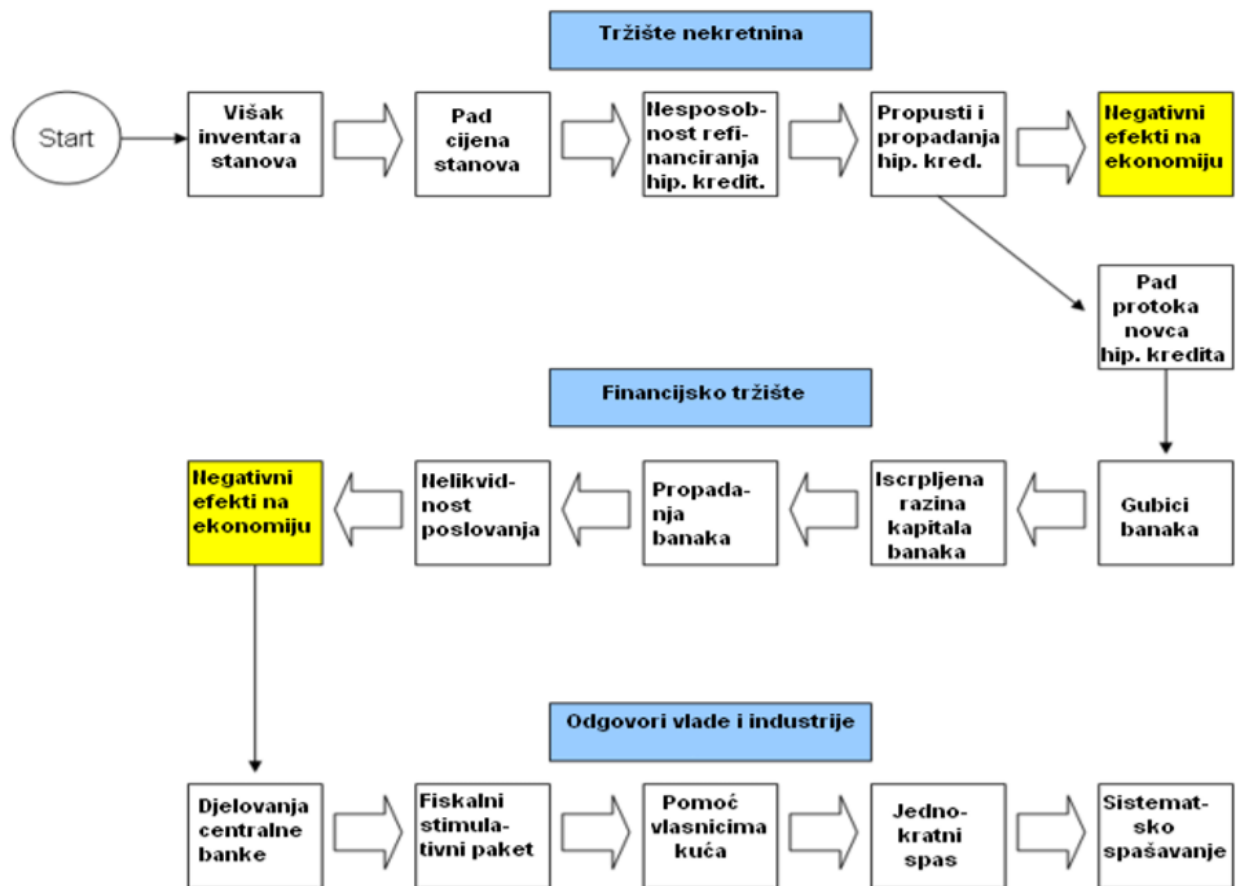 Tržište nekretnina
Start
Višak
inventara
stanova
Pad
cijena
stanova
Nesposob-
nost refi-
nanciranja
hip. kredit.
Propusti i
propadanja
hip. kred.
Negativni
efekti na
ekonomiju
Pad
protoka
novca
hip. kredita
Financijsko tržište
Negativni
efekti na
ekonomiju
Nelikvid-
nost
poslovanja
Propada-
nja
banaka
Iscrpljena
razina
kapitala
banaka
Gubici
banaka
Odgovori vlade i industrije
Djelovanja
centralne
banke
Fiskalni
stimula-
tivni paket
Pomoć
vlasnicima
kuća
Jedno-
kratni
spas
Sistemat-
sko
spašavanje